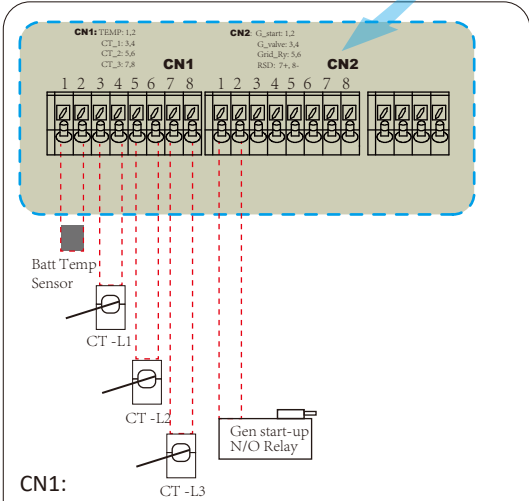 CN1: TEMP: 1,2
CT_1: 3,4
CT_2: 5,6
CT_3: 7,8
CN1
CN2: G_start: 1,2
G_valve: 3,4
Grid_Ry: 5,6
RSD: 7+, 8-
CN2
1 2 3 4 5 6 7 8
1 2 3 4 5 6 7 8
Batt Temp
Sensor
CT -L1
CT -L2
Gen start-up
N/O Relay
CT -L3
CN1: